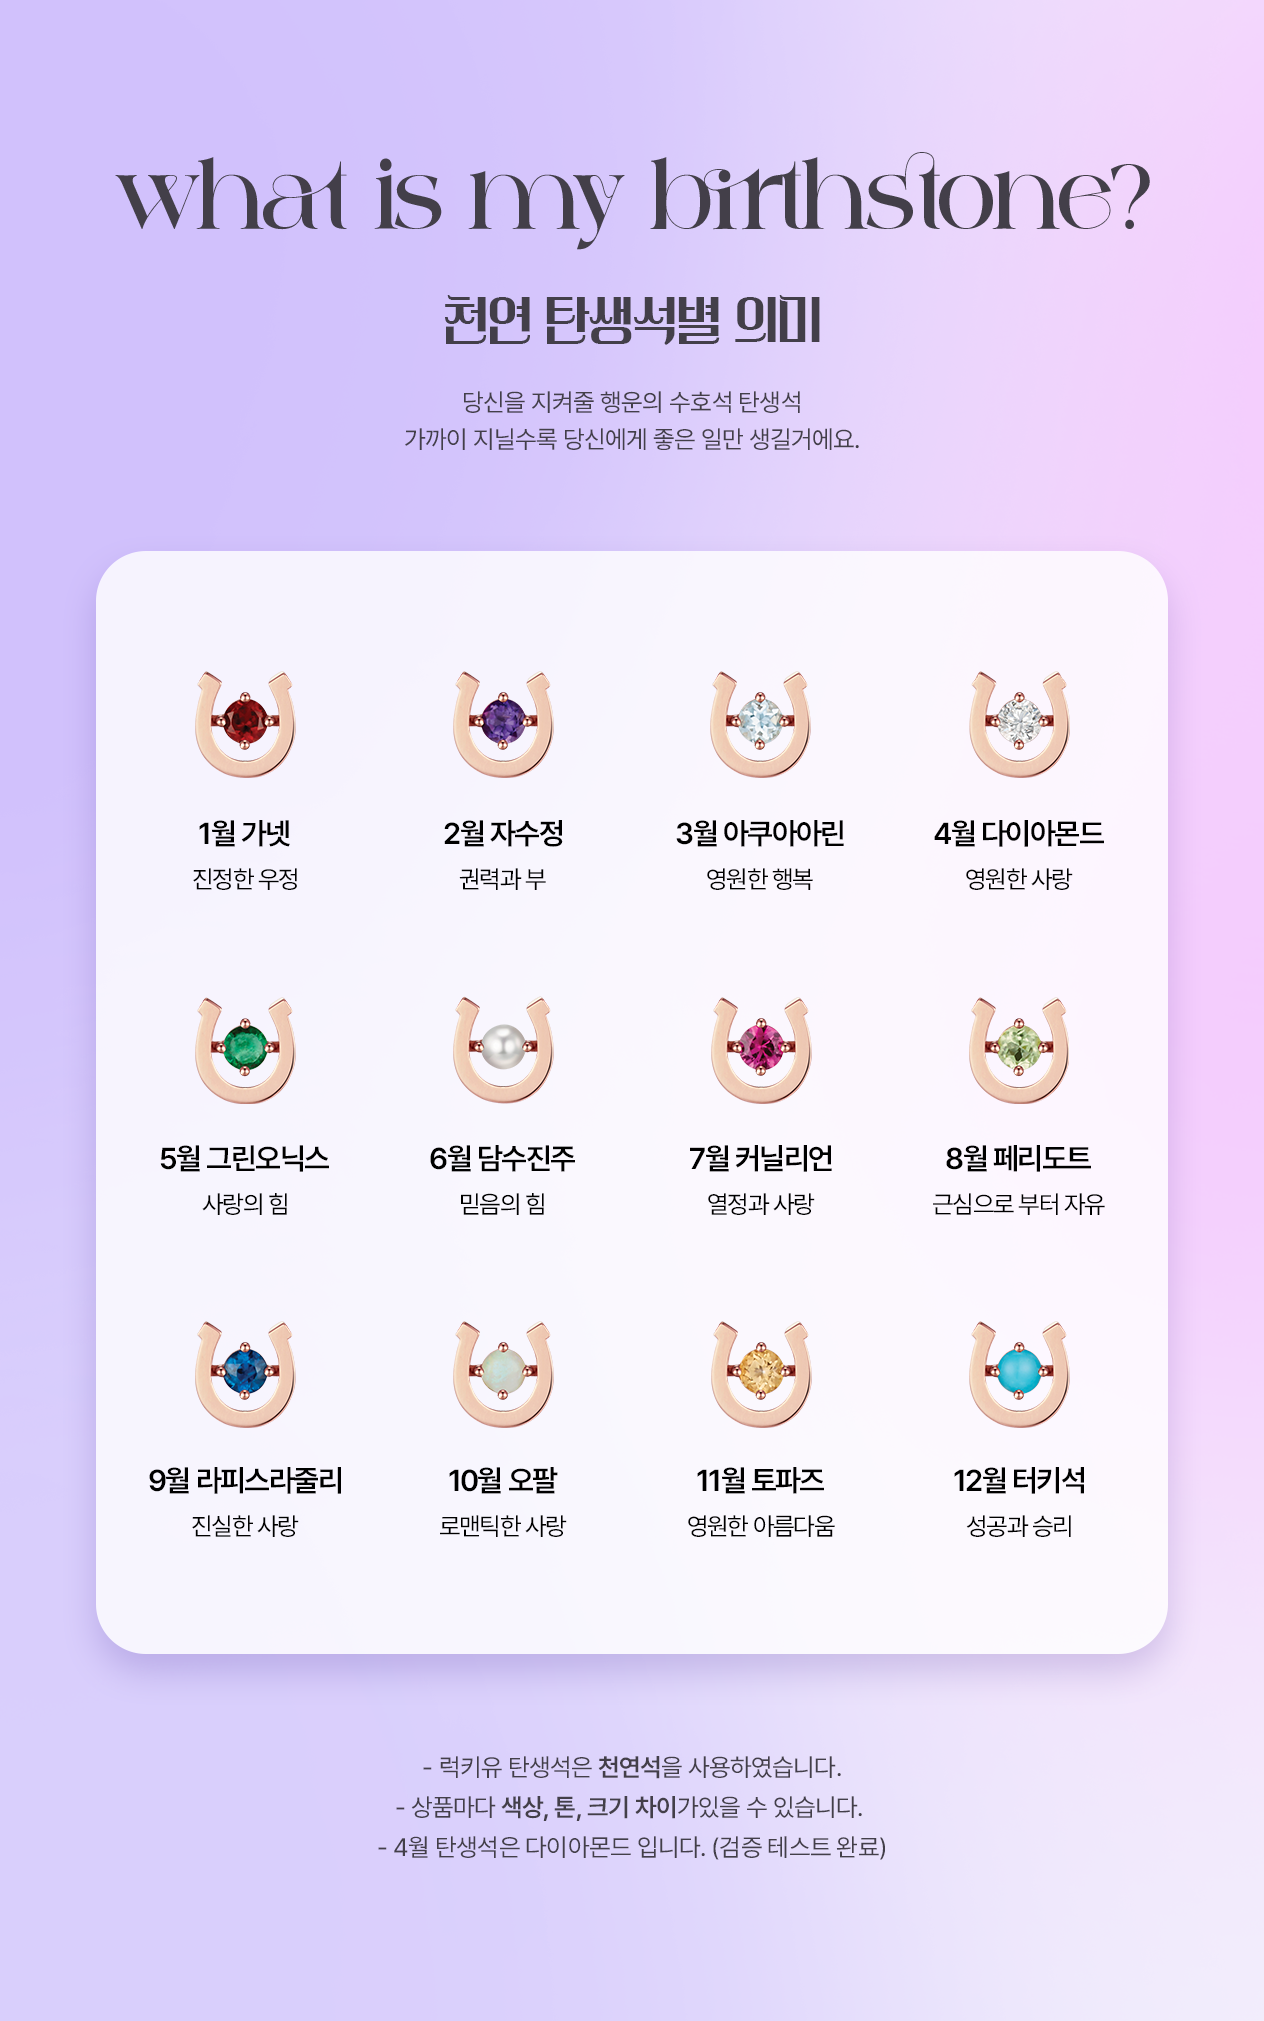 what is my birthstone?
천연 탄생석별 의미
당신을 지켜줄 행운의 수호석 탄생석
가까이 지닐수록 당신에게 좋은 일만 생길거에요.
1월 가넷
진정한 우정
2월 자수정
권력과 부
3월 아쿠아아린
영원한 행복
4월 다이아몬드
영원한 사랑
5월 그린오닉스
사랑의 힘
6월 담수진주
믿음의 힘
7월 커닐리언
열정과 사랑
8월 페리도트
근심으로 부터 자유
9월 라피스라줄리
진실한 사랑
10월 오팔
로맨틱한 사랑
11월 토파즈
영원한 아름다움
12월 터키석
성공과 승리
- 럭키유 탄생석은 천연석을 사용하였습니다.
- 상품마다 색상, 톤, 크기 차이가있을 수 있습니다.
- 4월 탄생석은 다이아몬드 입니다. (검증 테스트 완료)